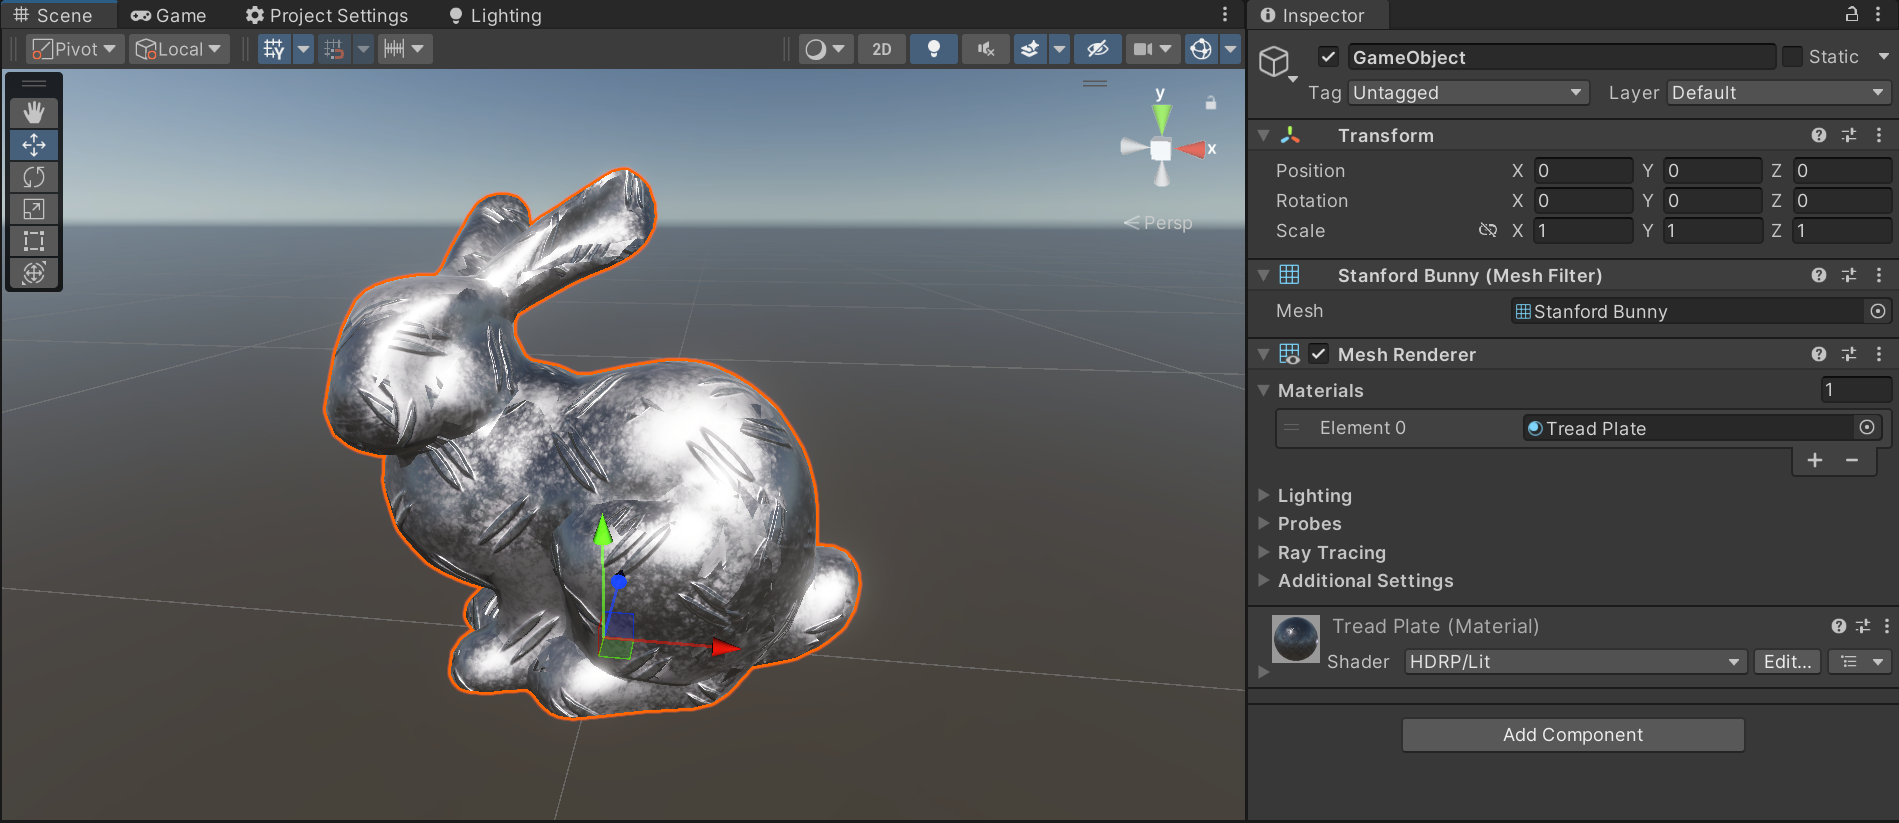 Scene Game Project Settings Lighting
Pivot Local 2D
y
x
Persp
Inspector
GameObject Static
Tag Untagged Layer Default
Transform
Position X 0 Y 0 Z 0
Rotation X 0 Y 0 Z 0
Scale X 1 Y 1 Z 1
Stanford Bunny (Mesh Filter)
Mesh Stanford Bunny
Mesh Renderer
Materials 1
Element 0 Tread Plate
+ −
Lighting
Probes
Ray Tracing
Additional Settings
Tread Plate (Material)
Shader HDRP/Lit Edit...
Add Component